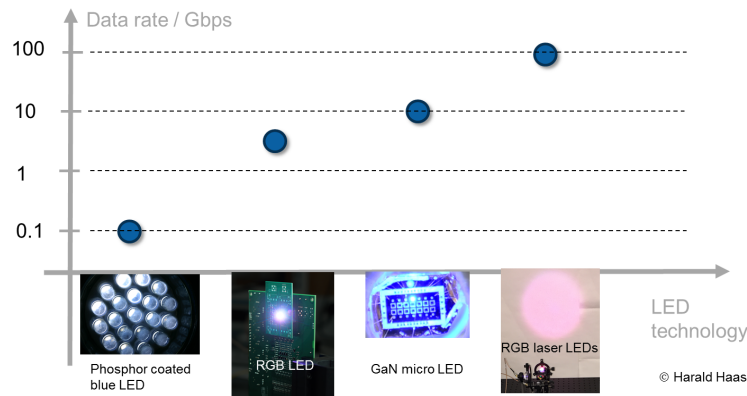 Data rate / Gbps
100
10
1
0.1
Phosphor coated
blue LED
RGB LED
GaN micro LED
RGB laser LEDs
LED
technology
© Harald Haas